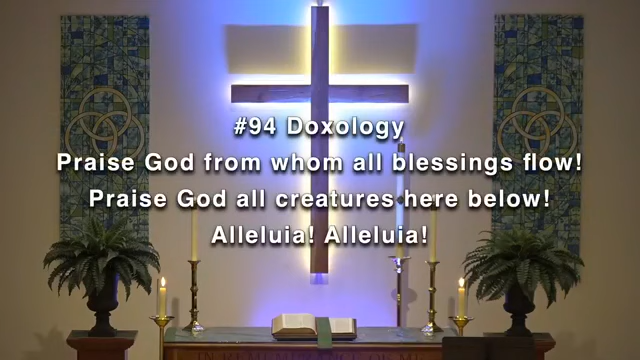 #94 Doxology
Praise God from whom all blessings flow!
Praise God all creatures here below!
Alleluia! Alleluia!